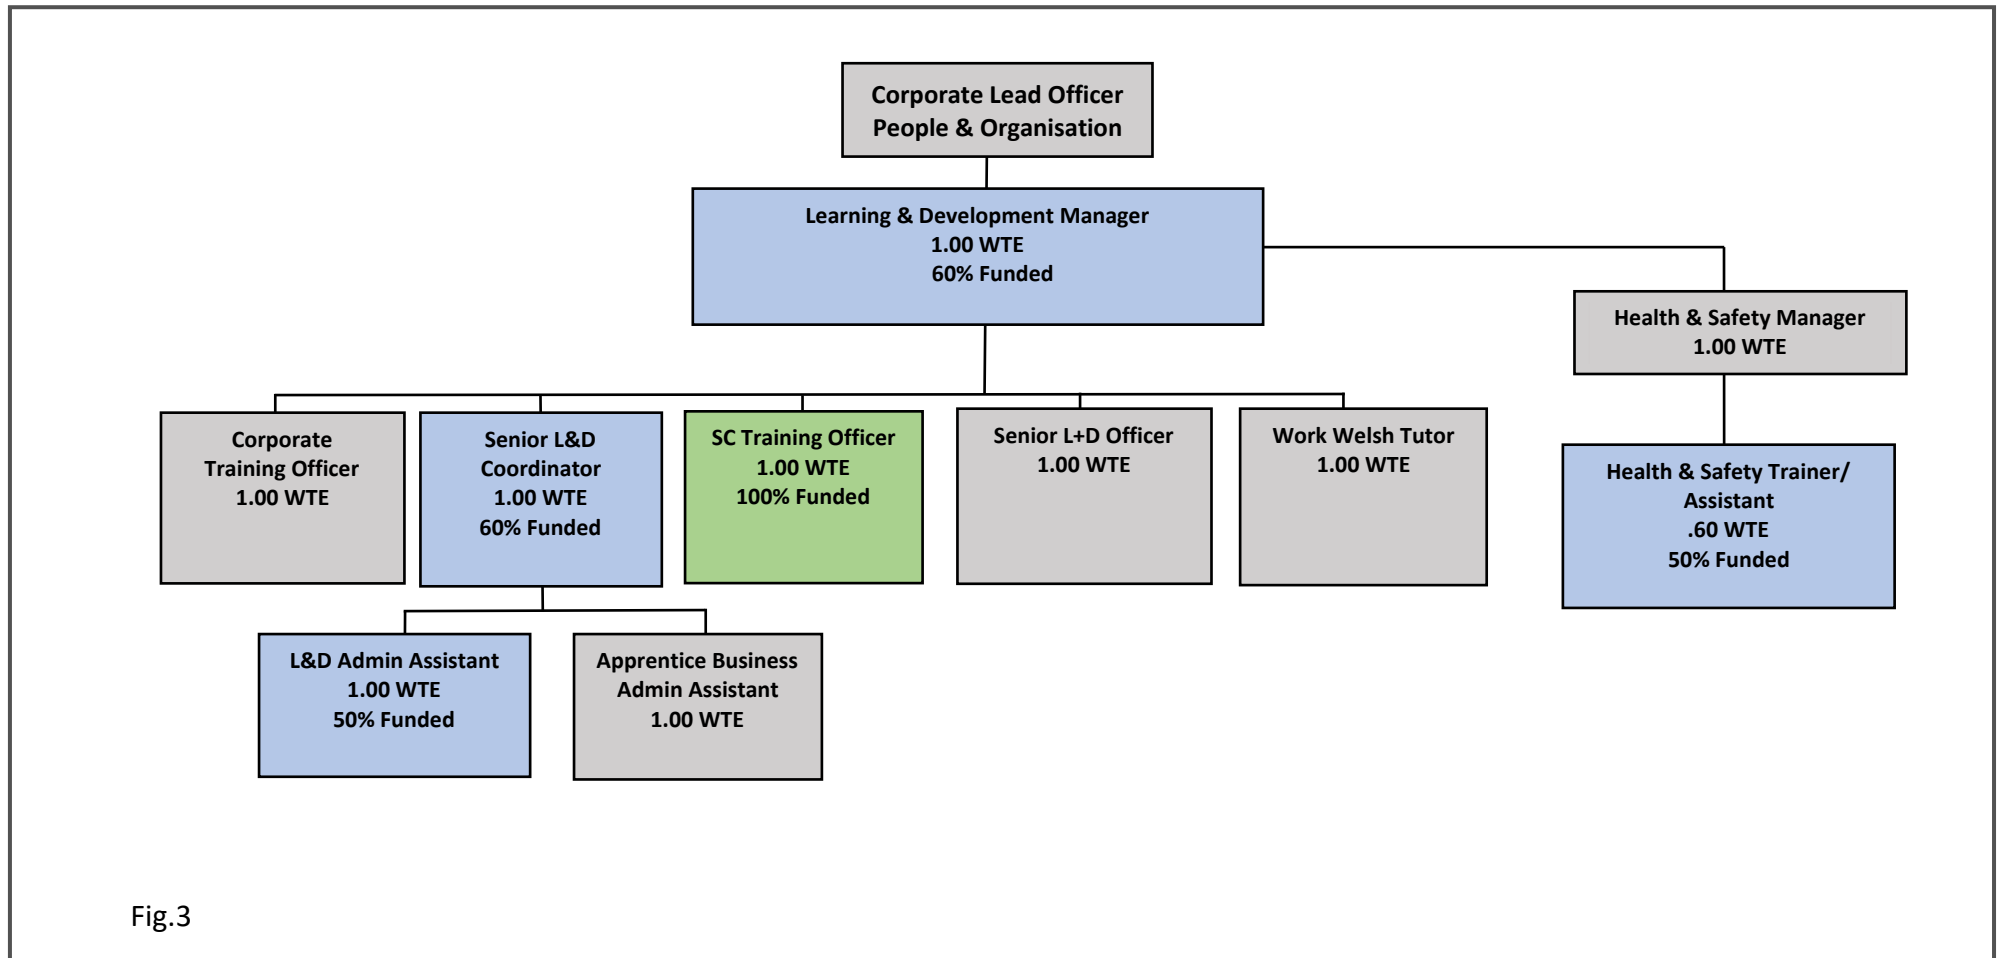 Corporate Lead Officer
People & Organisation
Learning & Development Manager
1.00 WTE
60% Funded
Health & Safety Manager
1.00 WTE
Corporate
Training Officer
1.00 WTE
Senior L&D
Coordinator
1.00 WTE
60% Funded
SC Training Officer
1.00 WTE
100% Funded
Senior L+D Officer
1.00 WTE
Work Welsh Tutor
1.00 WTE
Health & Safety Trainer/
Assistant
.60 WTE
50% Funded
L&D Admin Assistant
1.00 WTE
50% Funded
Apprentice Business
Admin Assistant
1.00 WTE
Fig.3